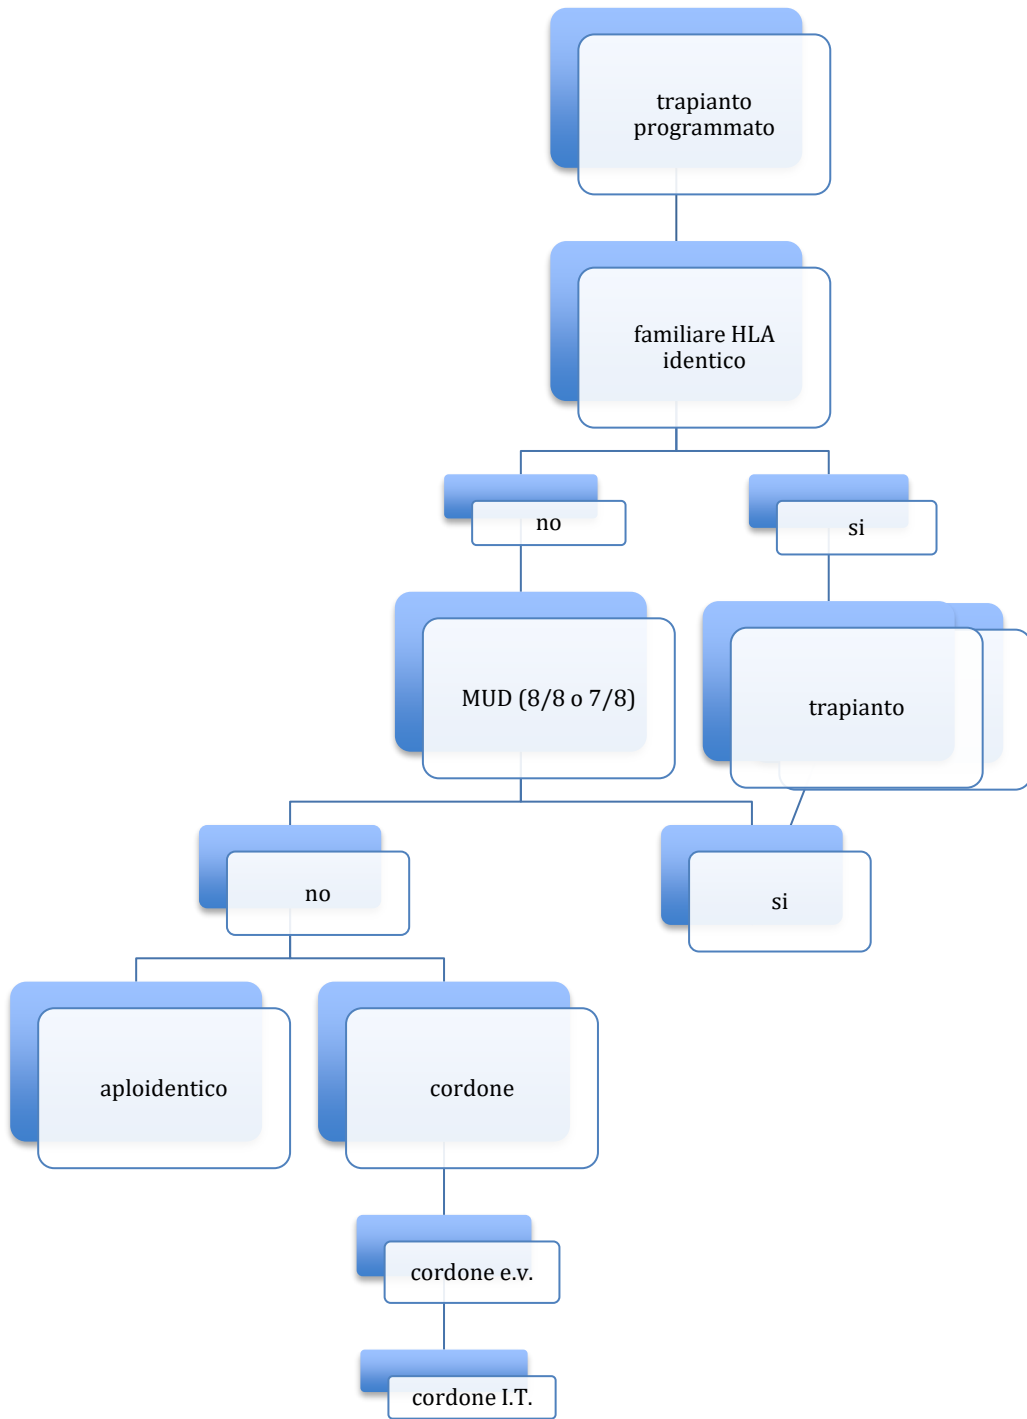 trapianto
programmato
familiare HLA
identico
no
si
MUD (8/8 o 7/8)
trapianto
no
si
aploidentico
cordone
cordone e.v.
cordone I.T.